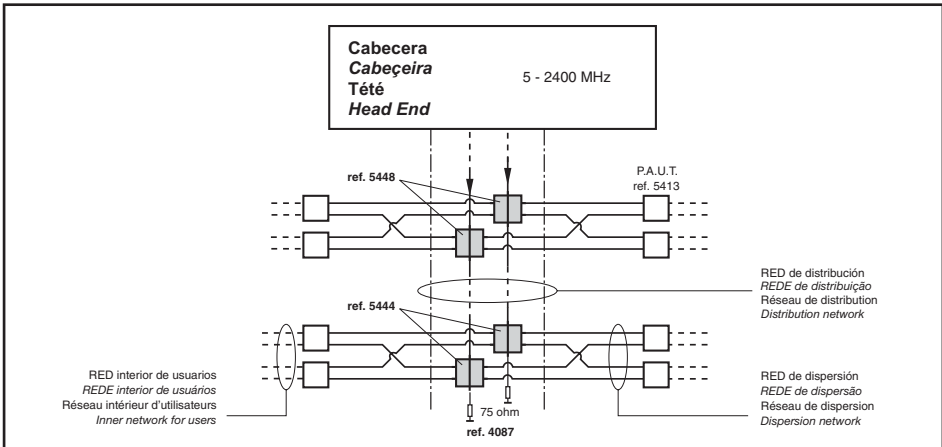 Cabecera
Cabeçeira
Tété
Head End
5 - 2400 MHz
ref. 5448
P.A.U.T.
ref. 5413
RED de distribución
REDE de distribuição
Réseau de distribution
Distribution network
ref. 5444
RED interior de usuarios
REDE interior de usuários
Réseau intérieur d'utilisateurs
Inner network for users
RED de dispersión
REDE de dispersão
Réseau de dispersion
Dispersion network
75 ohm
ref. 4087